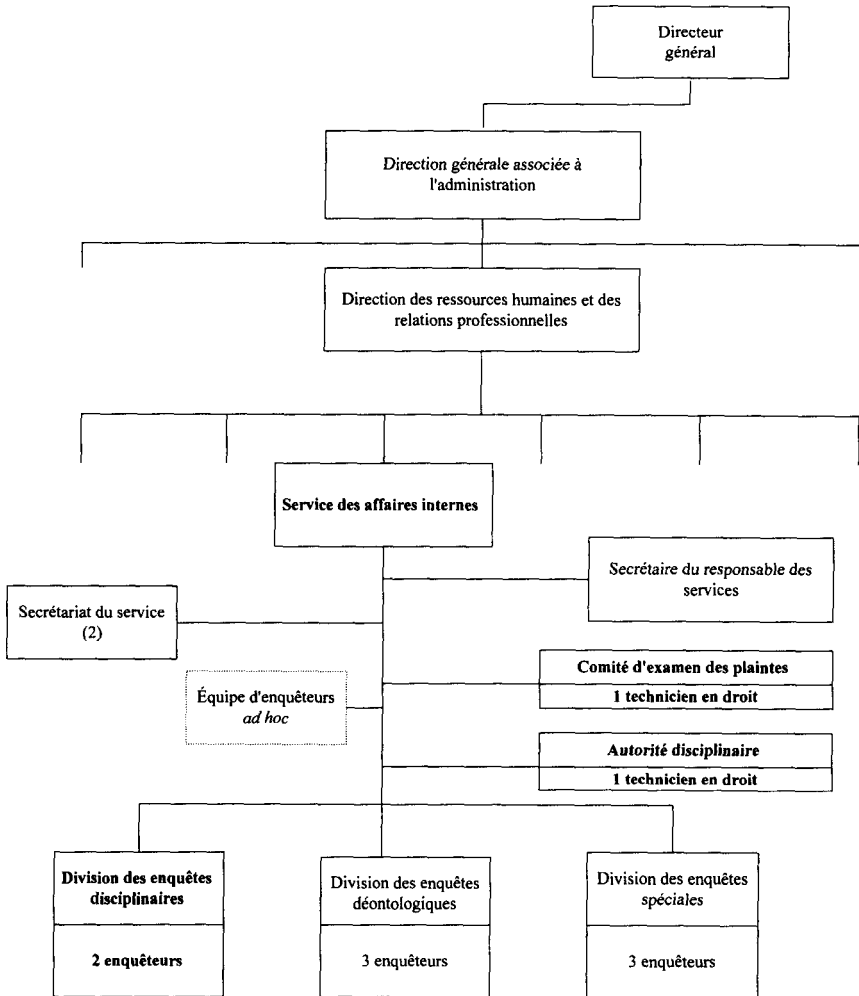 Directeur
général
Direction générale associée à
l'administration
Direction des ressources humaines et des
relations professionnelles
Service des affaires internes
Secrétaire du responsable des
services
Secrétariat du service
(2)
Comité d'examen des plaintes
1 technicien en droit
Équipe d'enquêteurs
ad hoc
Autorité disciplinaire
1 technicien en droit
Division des enquêtes
disciplinaires
2 enquêteurs
Division des enquêtes
déontologiques
3 enquêteurs
Division des enquêtes
spéciales
3 enquêteurs